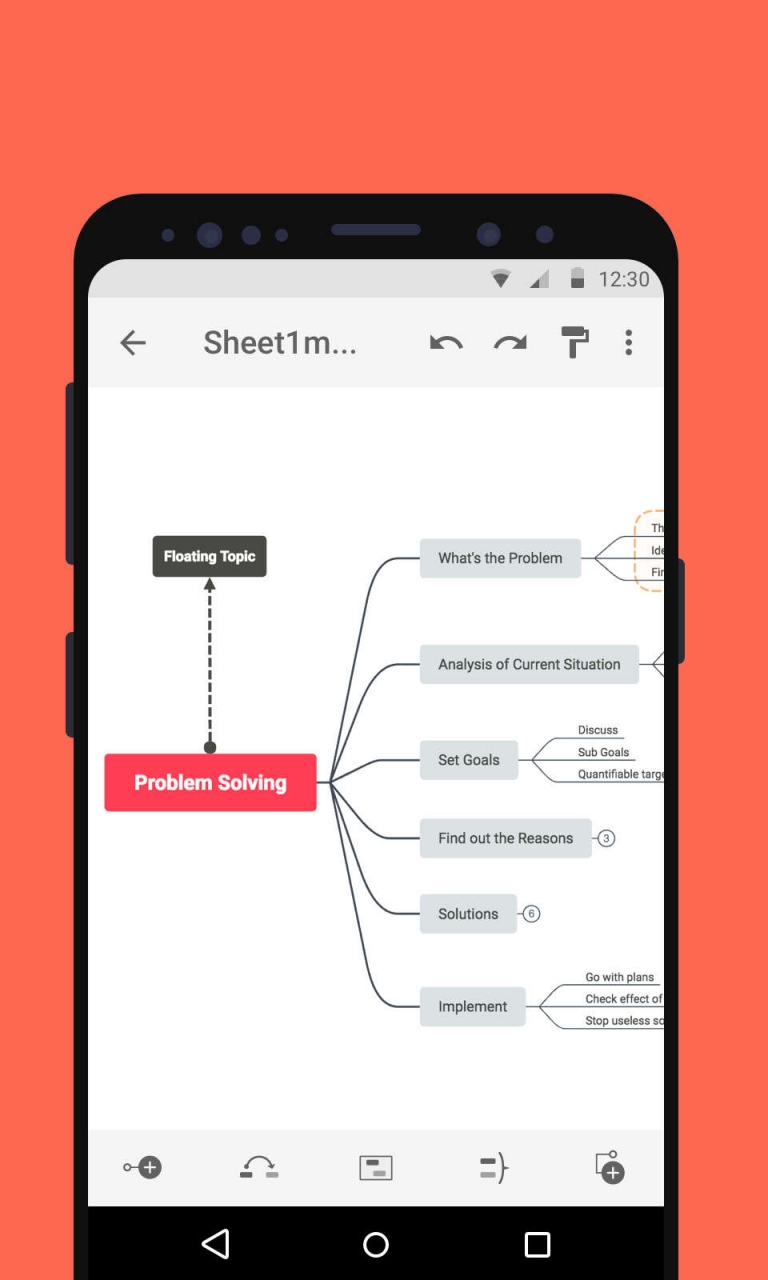 12:30
Sheet1m...
Floating Topic
Problem Solving
What's the Problem
Th
Ide
Analysis of Current Situation
Set Goals
Discuss
Sub Goals
Quantifiable targe
Find out the Reasons
3
Solutions
6
Implement
Go with plans
Check effect of
Stop useless so